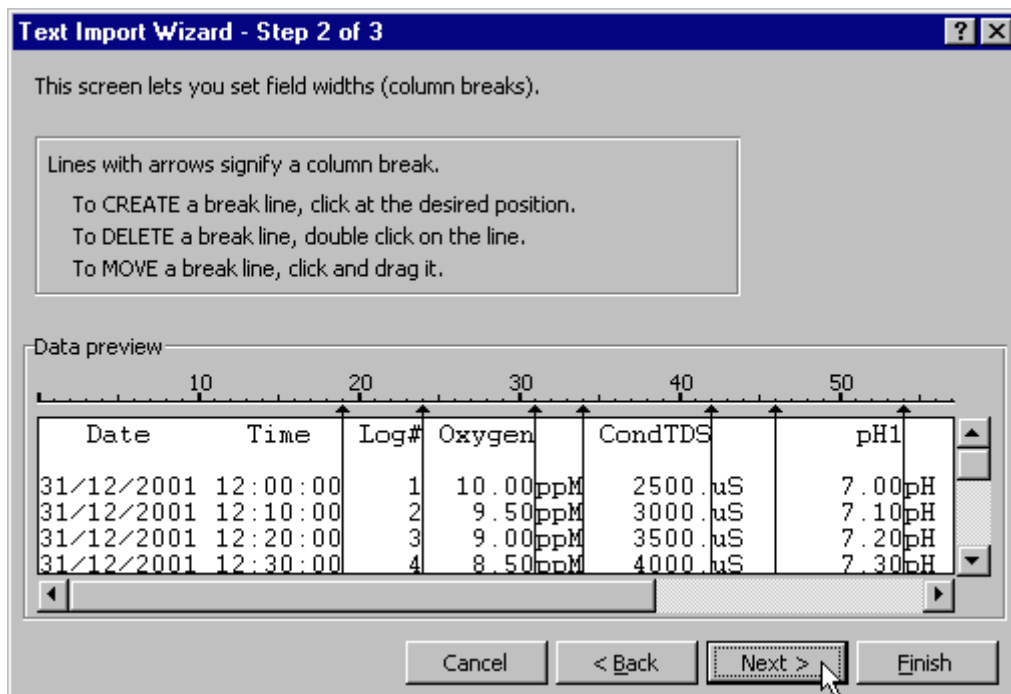 Text Import Wizard - Step 2 of 3
This screen lets you set field widths (column breaks).
Lines with arrows signify a column break.
To CREATE a break line, click at the desired position.
To DELETE a break line, double click on the line.
To MOVE a break line, click and drag it.
Data preview
10 20 30 40 50
Date Time Log# Oxygen CondTDS pH1
31/12/2001 12:00:00 1 10.00ppM 2500.uS 7.00pH
31/12/2001 12:10:00 2 9.50ppM 3000.uS 7.10pH
31/12/2001 12:20:00 3 9.00ppM 3500.uS 7.20pH
31/12/2001 12:30:00 4 8.50ppM 4000.uS 7.30pH
Cancel < Back Next > Finish